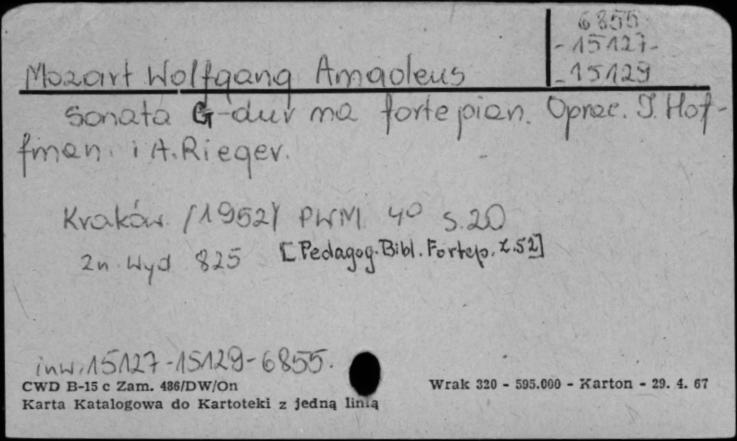 6855
-15127-
-15129
Mozart Wolfgang Amadeus
Sonata G-dur na fortepian. Oprac. J. Hof-
fman. i A. Rieger.
Kraków /1952/ PWM 4° s.20
Zn. wyd 825 [Pedagog. Bibl. Fortep. z. 52]
inw. 15127-15129-6855.
CWD B-15 c Zam. 486/DW/On
Wrak 320 - 595.000 - Karton - 29. 4. 67
Karta Katalogowa do Kartoteki z jedną linią